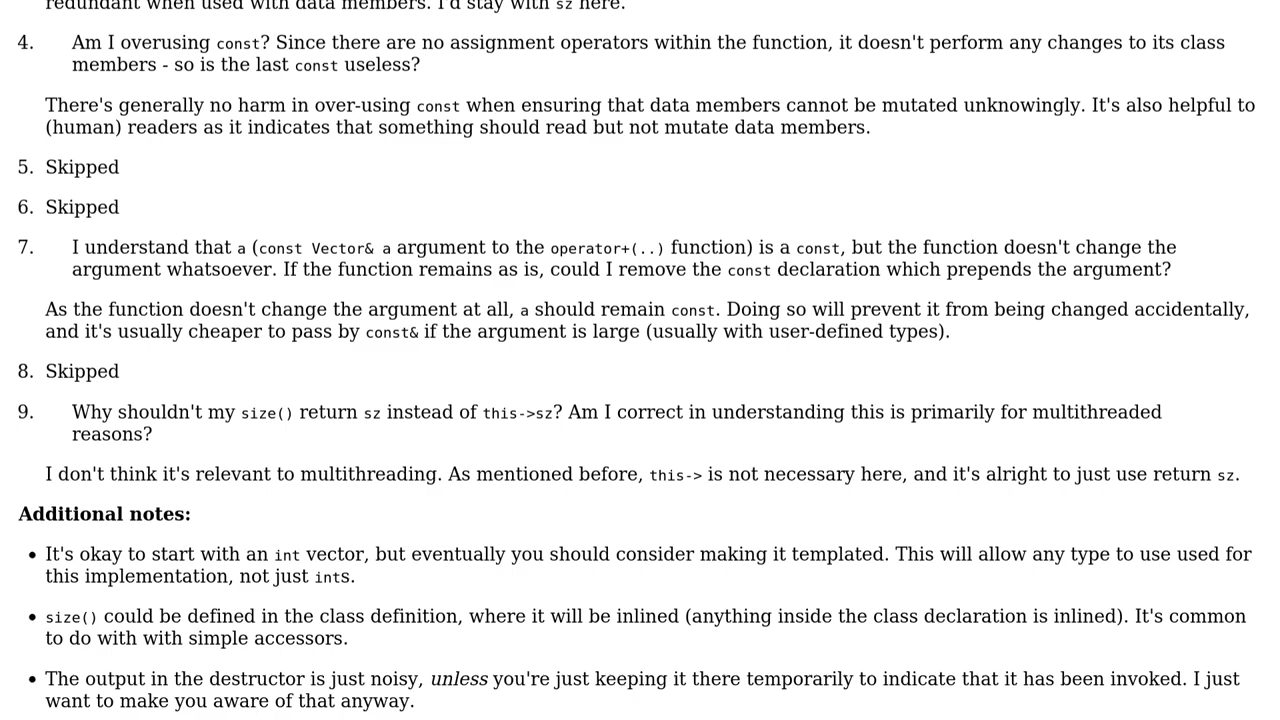 redundant when used with data members. I'd stay with sz here.
4. Am I overusing const? Since there are no assignment operators within the function, it doesn't perform any changes to its class
members - so is the last const useless?
There's generally no harm in over-using const when ensuring that data members cannot be mutated unknowingly. It's also helpful to
(human) readers as it indicates that something should read but not mutate data members.
5. Skipped
6. Skipped
7. I understand that a (const Vector& a argument to the operator+(..) function) is a const, but the function doesn't change the
argument whatsoever. If the function remains as is, could I remove the const declaration which prepends the argument?
As the function doesn't change the argument at all, a should remain const. Doing so will prevent it from being changed accidentally,
and it's usually cheaper to pass by const& if the argument is large (usually with user-defined types).
8. Skipped
9. Why shouldn't my size() return sz instead of this->sz? Am I correct in understanding this is primarily for multithreaded
reasons?
I don't think it's relevant to multithreading. As mentioned before, this-> is not necessary here, and it's alright to just use return sz.
Additional notes:
• It's okay to start with an int vector, but eventually you should consider making it templated. This will allow any type to use used for
this implementation, not just ints.
• size() could be defined in the class definition, where it will be inlined (anything inside the class declaration is inlined). It's common
to do with with simple accessors.
• The output in the destructor is just noisy, unless you're just keeping it there temporarily to indicate that it has been invoked. I just
want to make you aware of that anyway.